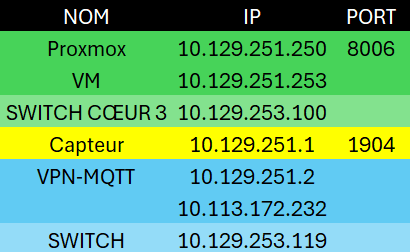 NOM IP PORT
Proxmox 10.129.251.250 8006
VM 10.129.251.253
SWITCH CŒUR 3 10.129.253.100
Capteur 10.129.251.1 1904
VPN-MQTT 10.129.251.2
10.113.172.232
SWITCH 10.129.253.119